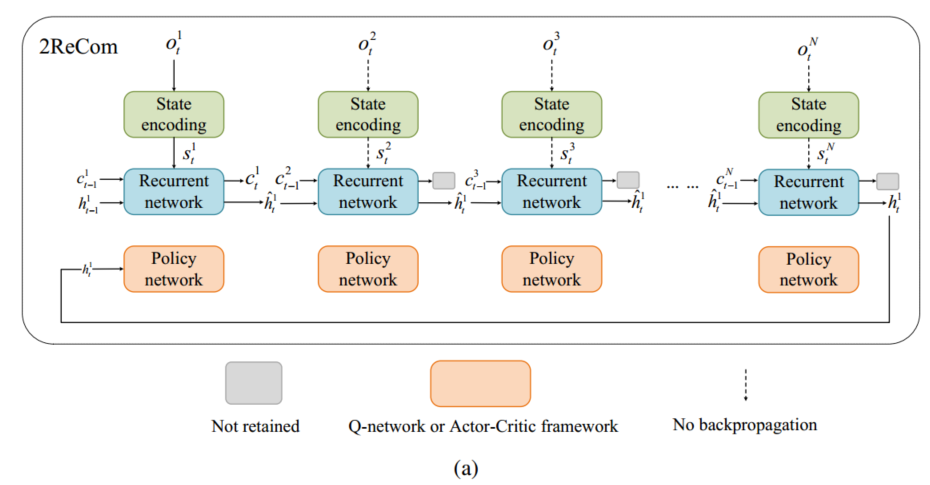 2ReCom
o_t^1 o_t^2 o_t^3 o_t^N
State encoding State encoding State encoding State encoding
s_t^1 s_t^2 s_t^3 s_t^N
c_{t-1}^1 Recurrent network c_t^1 c_{t-1}^2 Recurrent network c_{t-1}^3 Recurrent network ... ... c_{t-1}^N Recurrent network
h_{t-1}^1 ĥ_t^1 ĥ_t^1 ĥ_t^1 ĥ_t^1 h_t^1
h_t^1 Policy network Policy network Policy network Policy network
Not retained
Q-network or Actor-Critic framework
No backpropagation
(a)